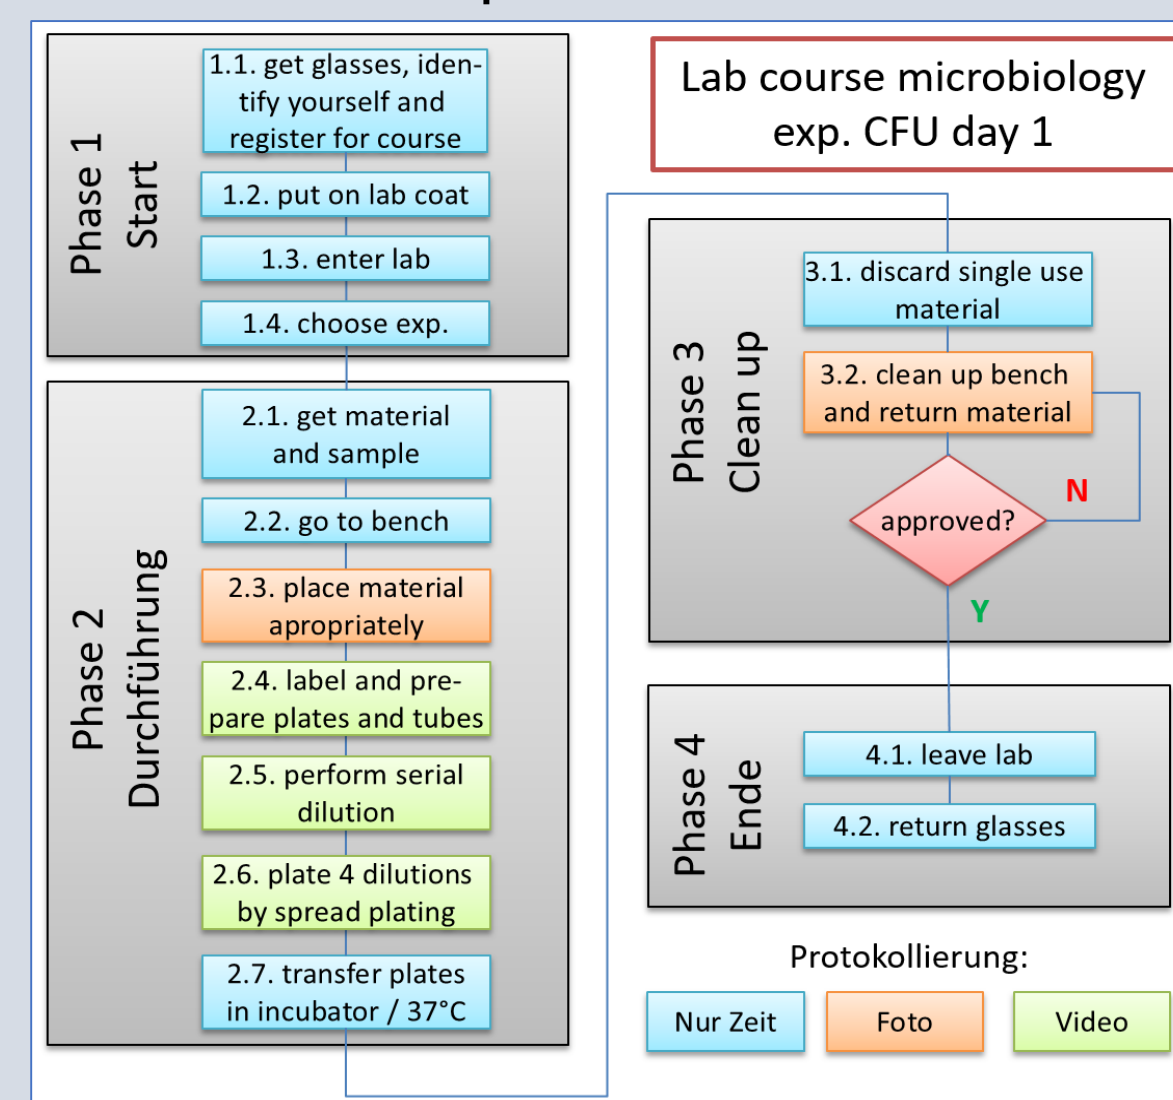 Lab course microbiology
exp. CFU day 1
Phase 1
Start
1.1. get glasses, iden-
tify yourself and
register for course
1.2. put on lab coat
1.3. enter lab
1.4. choose exp.
Phase 2
Durchführung
2.1. get material
and sample
2.2. go to bench
2.3. place material
apropriately
2.4. label and pre-
pare plates and tubes
2.5. perform serial
dilution
2.6. plate 4 dilutions
by spread plating
2.7. transfer plates
in incubator / 37°C
Phase 3
Clean up
3.1. discard single use
material
3.2. clean up bench
and return material
approved?
N
Y
Phase 4
Ende
4.1. leave lab
4.2. return glasses
Protokollierung:
Nur Zeit
Foto
Video